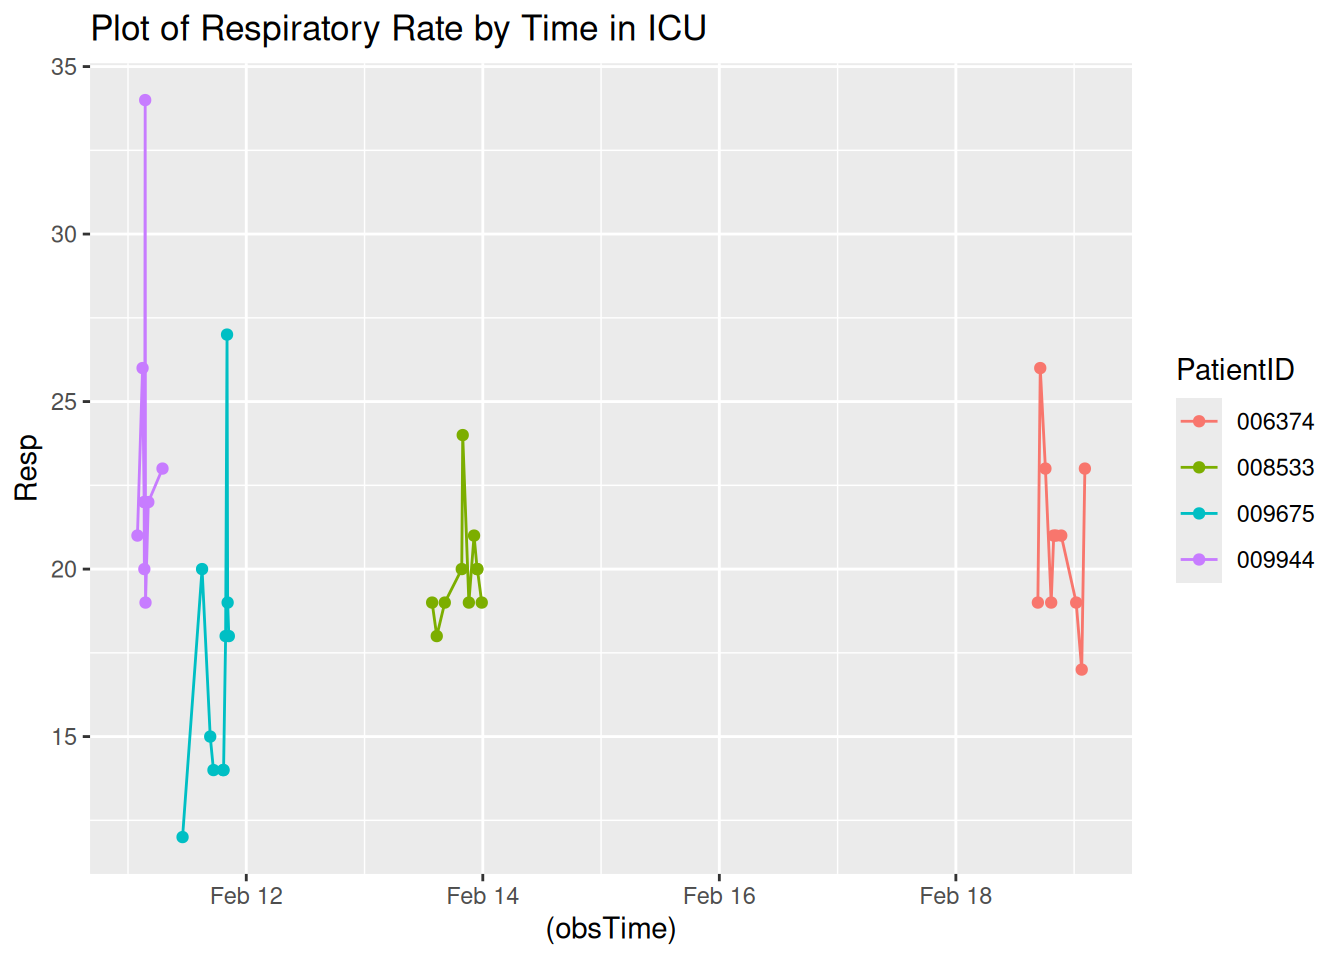 Plot of Respiratory Rate by Time in ICU
35
30
25
20
15
Resp
Feb 12
Feb 14
Feb 16
Feb 18
(obsTime)
PatientID
006374
008533
009675
009944